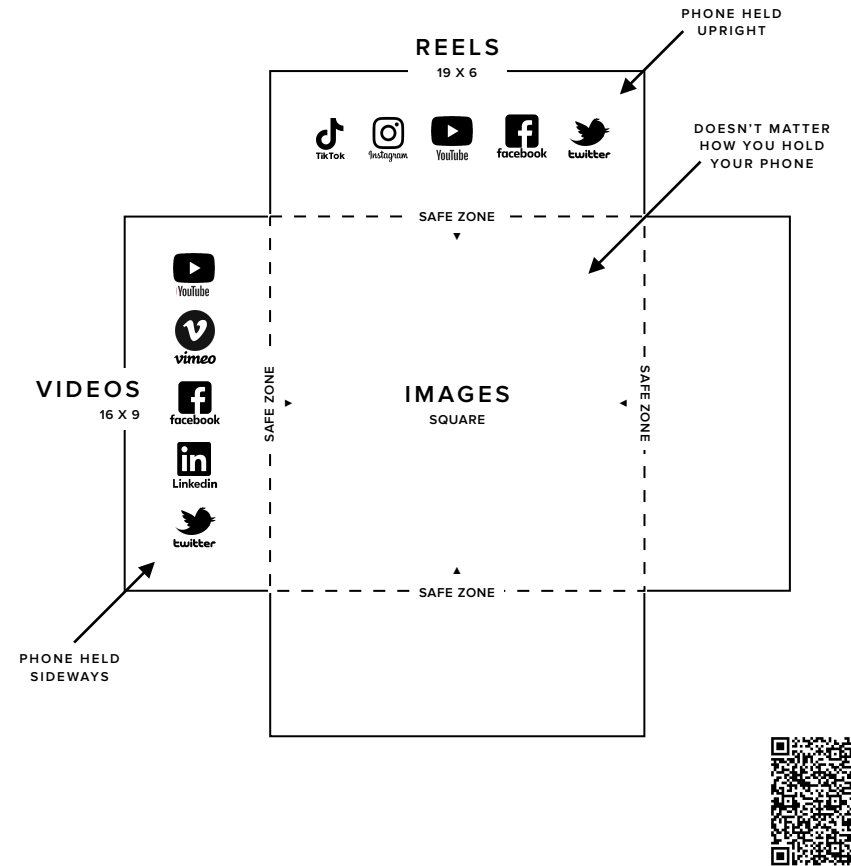 PHONE HELD
UPRIGHT
REELS
19 X 6
TikTok
Instagram
YouTube
facebook
twitter
DOESN'T MATTER
HOW YOU HOLD
YOUR PHONE
SAFE ZONE
YouTube
vimeo
VIDEOS
16 X 9
facebook
in
Linkedin
twitter
SAFE ZONE
IMAGES
SQUARE
SAFE ZONE
SAFE ZONE
PHONE HELD
SIDEWAYS